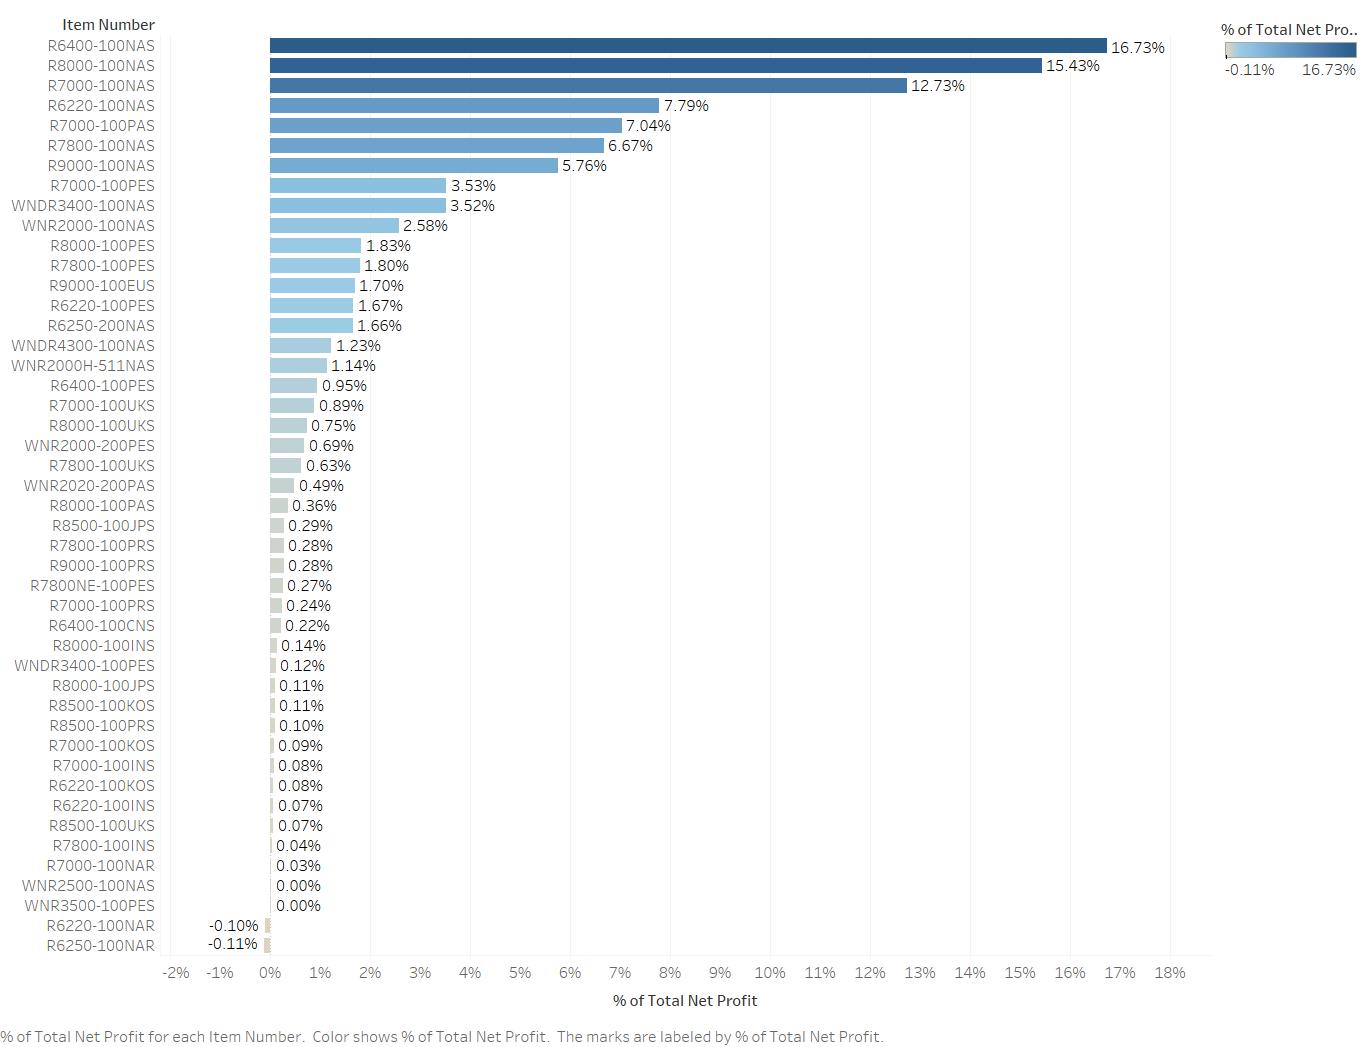 Item Number
R6400-100NAS 16.73%
R8000-100NAS 15.43%
R7000-100NAS 12.73%
R6220-100NAS 7.79%
R7000-100PAS 7.04%
R7800-100NAS 6.67%
R9000-100NAS 5.76%
R7000-100PES 3.53%
WNDR3400-100NAS 3.52%
WNR2000-100NAS 2.58%
R8000-100PES 1.83%
R7800-100PES 1.80%
R9000-100EUS 1.70%
R6220-100PES 1.67%
R6250-200NAS 1.66%
WNDR4300-100NAS 1.23%
WNR2000H-511NAS 1.14%
R6400-100PES 0.95%
R7000-100UKS 0.89%
R8000-100UKS 0.75%
WNR2000-200PES 0.69%
R7800-100UKS 0.63%
WNR2020-200PAS 0.49%
R8000-100PAS 0.36%
R8500-100JPS 0.29%
R7800-100PRS 0.28%
R9000-100PRS 0.28%
R7800NE-100PES 0.27%
R7000-100PRS 0.24%
R6400-100CNS 0.22%
R8000-100INS 0.14%
WNDR3400-100PES 0.12%
R8000-100JPS 0.11%
R8500-100KOS 0.11%
R8500-100PRS 0.10%
R7000-100KOS 0.09%
R7000-100INS 0.08%
R6220-100KOS 0.08%
R6220-100INS 0.07%
R8500-100UKS 0.07%
R7800-100INS 0.04%
R7000-100NAR 0.03%
WNR2500-100NAS 0.00%
WNR3500-100PES 0.00%
R6220-100NAR -0.10%
R6250-100NAR -0.11%
-2% -1% 0% 1% 2% 3% 4% 5% 6% 7% 8% 9% 10% 11% 12% 13% 14% 15% 16% 17% 18%
% of Total Net Profit
% of Total Net Pro..
-0.11% 16.73%
% of Total Net Profit for each Item Number.  Color shows % of Total Net Profit.  The marks are labeled by % of Total Net Profit.